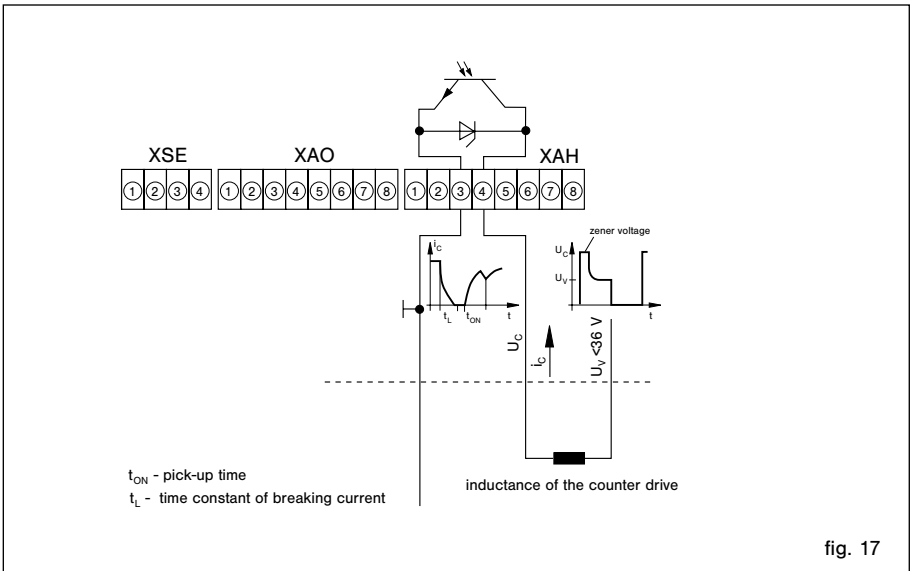 XSE XAO XAH
① ② ③ ④ ① ② ③ ④ ⑤ ⑥ ⑦ ⑧ ① ② ③ ④ ⑤ ⑥ ⑦ ⑧
zener voltage
i_C
U_C
U_V
t_L t_ON t
t
U_C
i_C
U_V <36 V
t_ON - pick-up time
t_L - time constant of breaking current
inductance of the counter drive
fig. 17